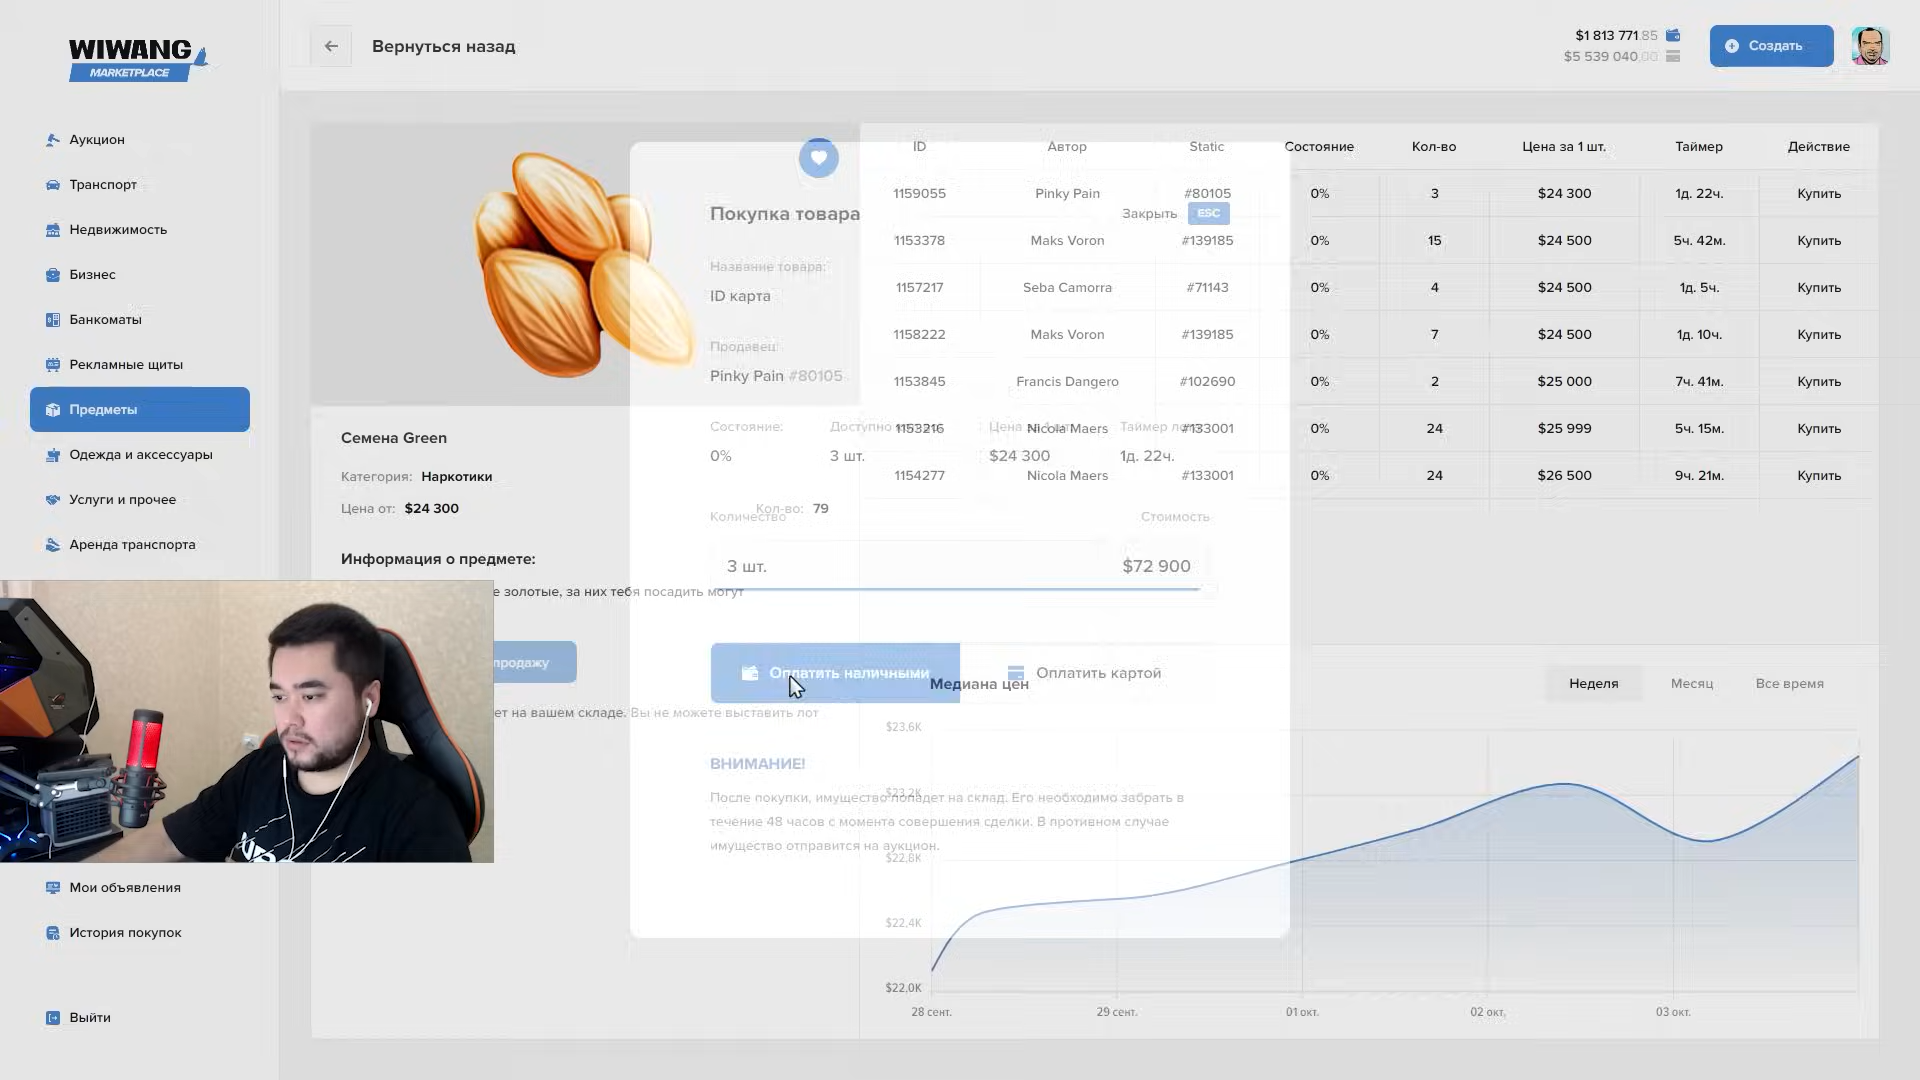 WIWANG
MARKETPLACE
Вернуться назад
$1 813 771.85
$5 539 040.00
Создать
Аукцион
Транспорт
Недвижимость
Бизнес
Банкоматы
Рекламные щиты
Предметы
Одежда и аксессуары
Услуги и прочее
Аренда транспорта
Мои объявления
История покупок
Выйти
Семена Green
Категория: Наркотики
Цена от: $24 300
Кол-во: 79
Информация о предмете:
е золотые, за них тебя посадить могут
продажу
ет на вашем складе. Вы не можете выставить лот
Покупка товара
Закрыть ESC
Название товара:
ID карта
Продавец:
Pinky Pain #80105
Состояние: Доступно Цена Таймер
0% 3 шт. $24 300 1д. 22ч.
Количество Стоимость
3 шт. $72 900
Оплатить наличными Оплатить картой
ВНИМАНИЕ!
После покупки, имущество попадет на склад. Его необходимо забрать в
течение 48 часов с момента совершения сделки. В противном случае
имущество отправится на аукцион.
ID Автор Static Состояние Кол-во Цена за 1 шт. Таймер Действие
1159055 Pinky Pain #80105 0% 3 $24 300 1д. 22ч. Купить
1153378 Maks Voron #139185 0% 15 $24 500 5ч. 42м. Купить
1157217 Seba Camorra #71143 0% 4 $24 500 1д. 5ч. Купить
1158222 Maks Voron #139185 0% 7 $24 500 1д. 10ч. Купить
1153845 Francis Dangero #102690 0% 2 $25 000 7ч. 41м. Купить
1153216 Nicola Maers #133001 0% 24 $25 999 5ч. 15м. Купить
1154277 Nicola Maers #133001 0% 24 $26 500 9ч. 21м. Купить
Медиана цен
Неделя Месяц Все время
$23,6K
$23,2K
$22,8K
$22,4K
$22,0K
28 сент. 29 сент. 01 окт. 02 окт. 03 окт.